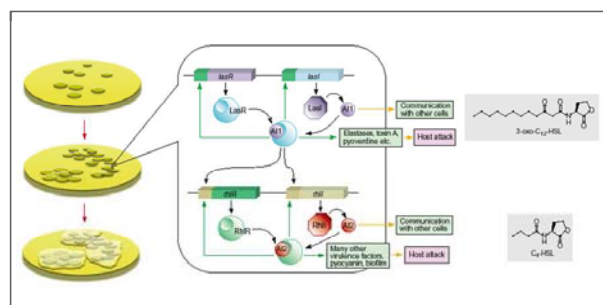 lasR
lasI
LasR
LasI
AI1
AI1
Communication
with other cells
Elastases, toxin A,
pyoverdine etc.
Host attack
3-oxo-C12-HSL
rhlR
rhlI
RhlR
RhlI
AI2
AI2
Communication
with other cells
Many other
virulence factors,
pyocyanin, biofilm
Host attack
C4-HSL
O
O
H
N
O
O
O
N
H
O
O